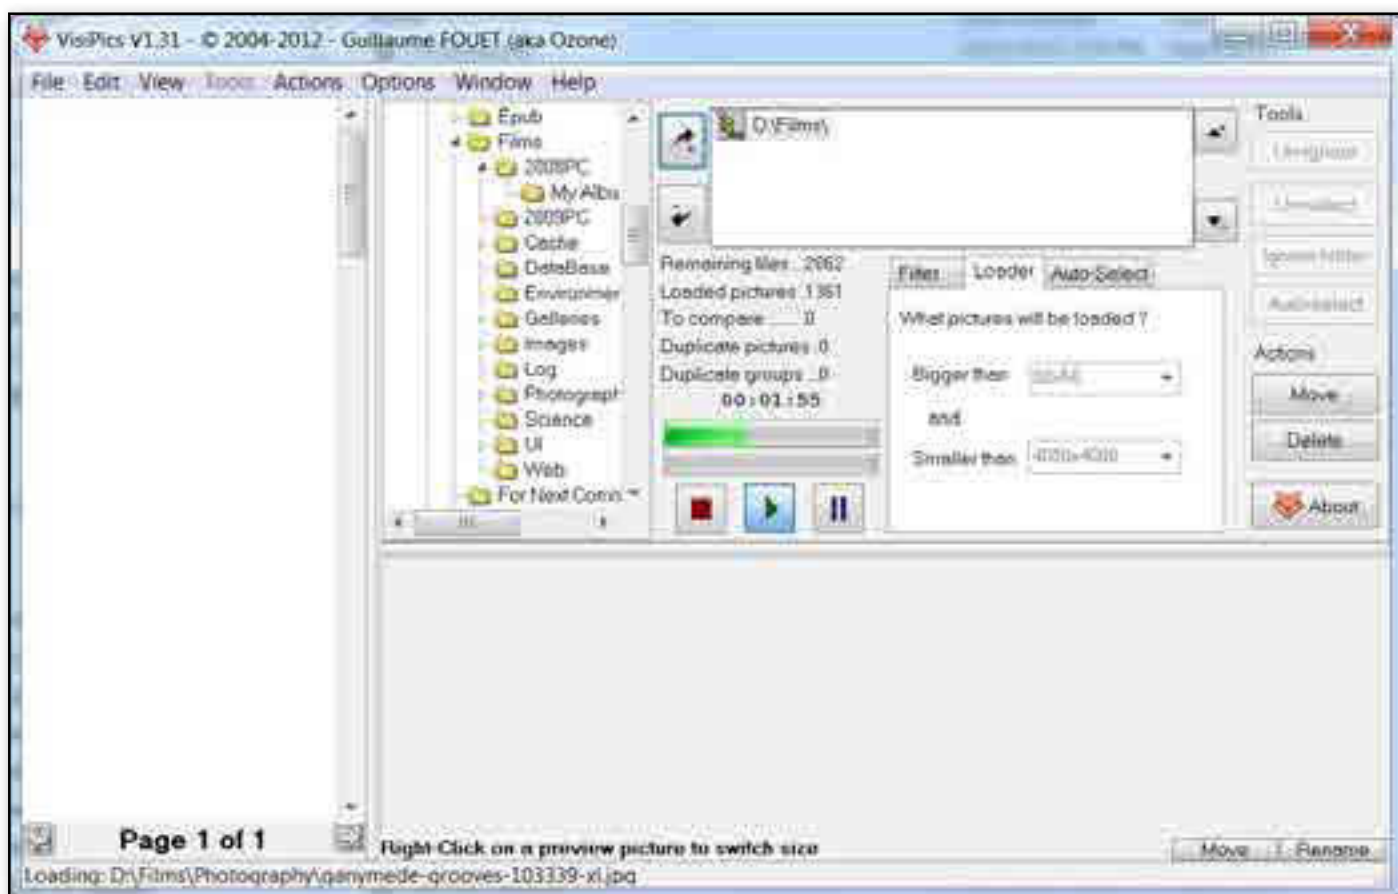 VisiPics V1.31 - © 2004-2012 - Guillaume FOUET (aka Ozone)
File Edit View Tools Actions Options Window Help
Epub
Films
2008PC
My Albu
2009PC
Cache
DataBase
Environmer
Galleries
Images
Log
Photograph
Science
UI
Web
For Next Comn
D:\Films\
Remaining files ..2062
Loaded pictures .1361
To compare ...... 0
Duplicate pictures .0
Duplicate groups ..0
00:01:55
Filter Loader Auto-Select
What pictures will be loaded ?
Bigger than
and
Smaller than
Tools
Auto-select
Actions
Move
Delete
About
Page 1 of 1
Right-Click on a preview picture to switch size
Move Rename
Loading: D:\Films\Photography\ganymede-grooves-103339-xl.jpg